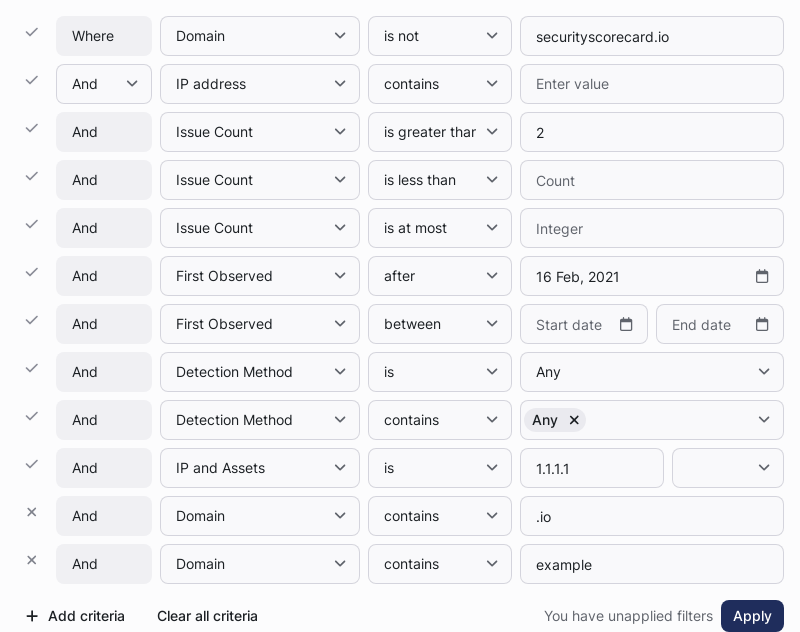 Where Domain is not securityscorecard.io
And IP address contains Enter value
And Issue Count is greater thar 2
And Issue Count is less than Count
And Issue Count is at most Integer
And First Observed after 16 Feb, 2021
And First Observed between Start date End date
And Detection Method is Any
And Detection Method contains Any
And IP and Assets is 1.1.1.1
And Domain contains .io
And Domain contains example
Add criteria Clear all criteria You have unapplied filters Apply